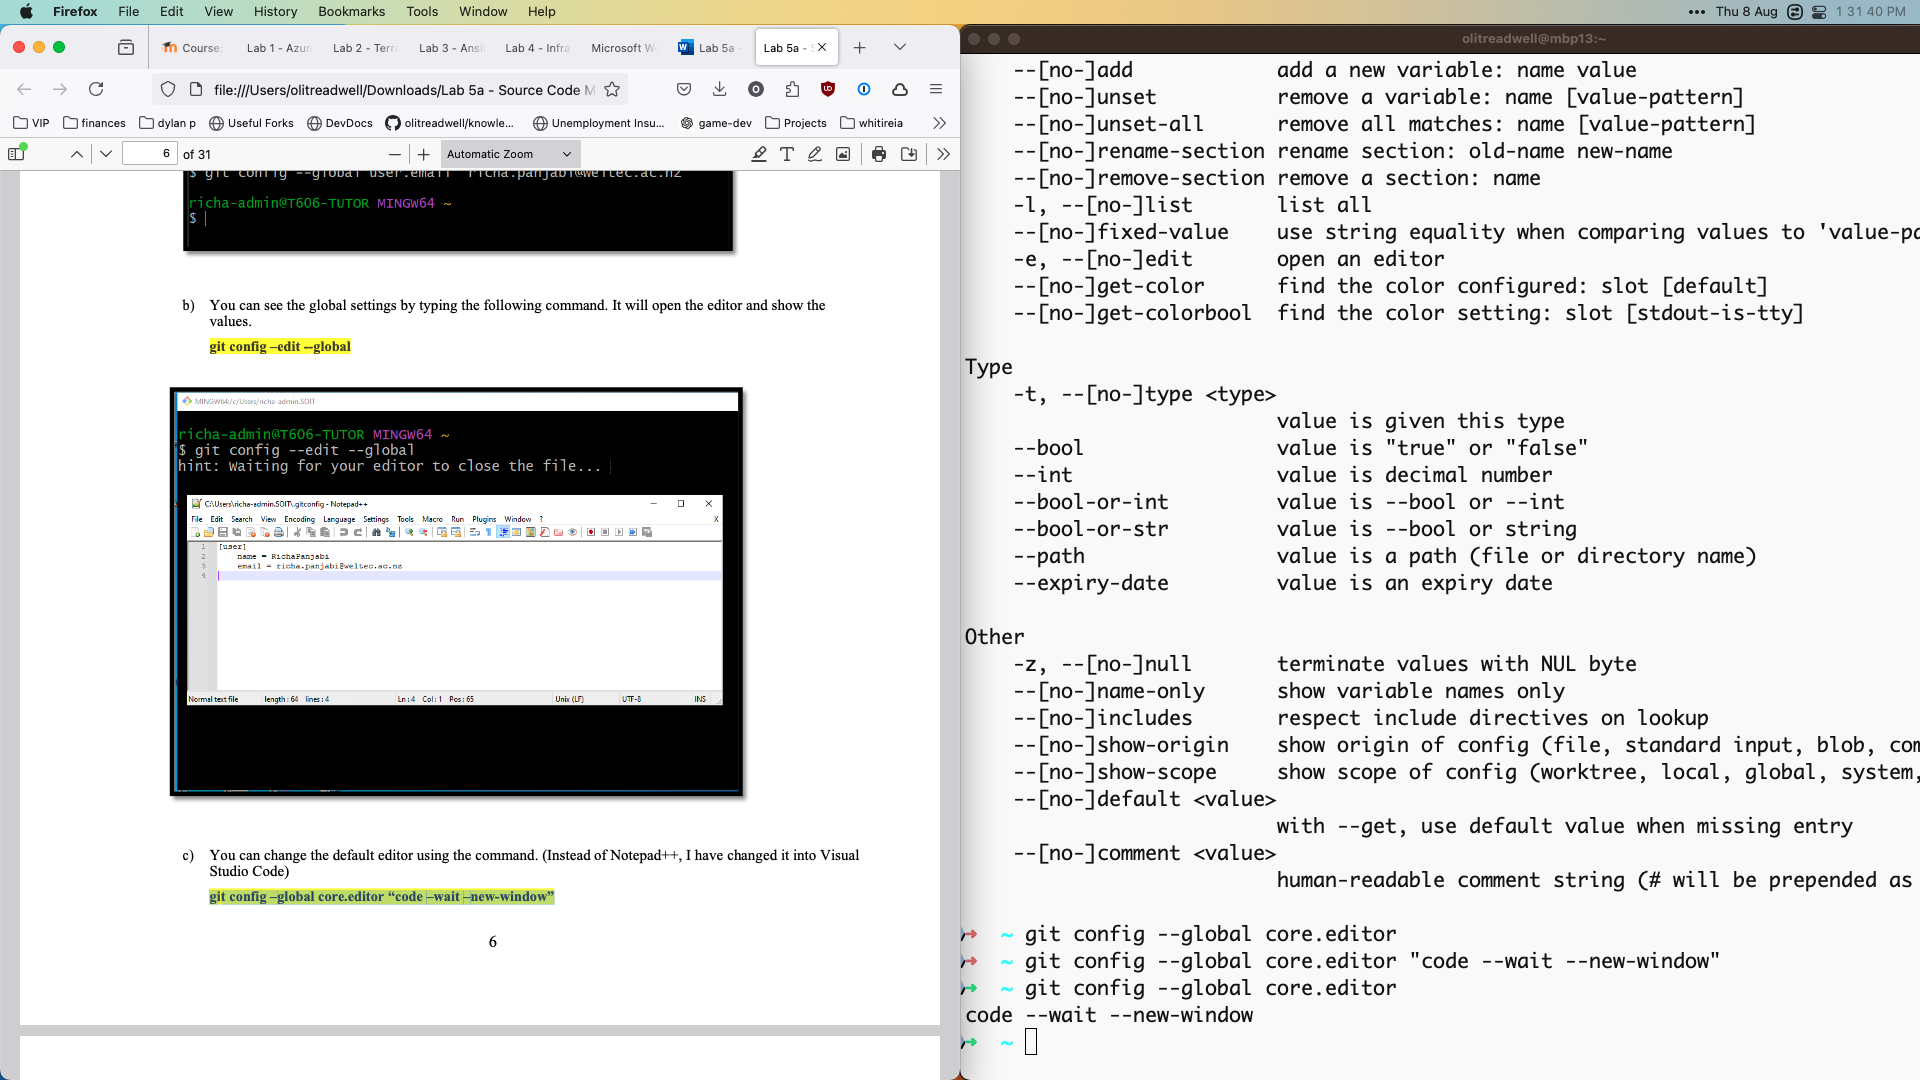 Firefox File Edit View History Bookmarks Tools Window Help
Thu 8 Aug 1 31 40 PM
Course: Lab 1 - Azur Lab 2 - Terr Lab 3 - Ansi Lab 4 - Infra Microsoft W Lab 5a - Lab 5a -
file:///Users/olitreadwell/Downloads/Lab 5a - Source Code M
VIP finances dylan p Useful Forks DevDocs olitreadwell/knowle... Unemployment Insu... game-dev Projects whitireia
6 of 31 Automatic Zoom
$ git config --global user.email richa.panjabi@weltec.ac.nz
richa-admin@T606-TUTOR MINGW64 ~
$
b) You can see the global settings by typing the following command. It will open the editor and show the
values.
git config –edit --global
MINGW64:/c/Users/richa-admin.SOIT
richa-admin@T606-TUTOR MINGW64 ~
$ git config --edit --global
hint: Waiting for your editor to close the file...
C:\Users\richa-admin.SOIT\.gitconfig - Notepad++
File Edit Search View Encoding Language Settings Tools Macro Run Plugins Window ? X
1 [user]
2 name = RichaPanjabi
3 email = richa.panjabi@weltec.ac.nz
4
Normal text file length : 64 lines : 4 Ln : 4 Col : 1 Pos : 65 Unix (LF) UTF-8 INS
c) You can change the default editor using the command. (Instead of Notepad++, I have changed it into Visual
Studio Code)
git config –global core.editor “code –wait –new-window”
6
olitreadwell@mbp13:~
--[no-]add add a new variable: name value
--[no-]unset remove a variable: name [value-pattern]
--[no-]unset-all remove all matches: name [value-pattern]
--[no-]rename-section rename section: old-name new-name
--[no-]remove-section remove a section: name
-l, --[no-]list list all
--[no-]fixed-value use string equality when comparing values to 'value-pa
-e, --[no-]edit open an editor
--[no-]get-color find the color configured: slot [default]
--[no-]get-colorbool find the color setting: slot [stdout-is-tty]
Type
-t, --[no-]type <type>
value is given this type
--bool value is "true" or "false"
--int value is decimal number
--bool-or-int value is --bool or --int
--bool-or-str value is --bool or string
--path value is a path (file or directory name)
--expiry-date value is an expiry date
Other
-z, --[no-]null terminate values with NUL byte
--[no-]name-only show variable names only
--[no-]includes respect include directives on lookup
--[no-]show-origin show origin of config (file, standard input, blob, com
--[no-]show-scope show scope of config (worktree, local, global, system,
--[no-]default <value>
with --get, use default value when missing entry
--[no-]comment <value>
human-readable comment string (# will be prepended as
➜ ~ git config --global core.editor
➜ ~ git config --global core.editor "code --wait --new-window"
➜ ~ git config --global core.editor
code --wait --new-window
➜ ~